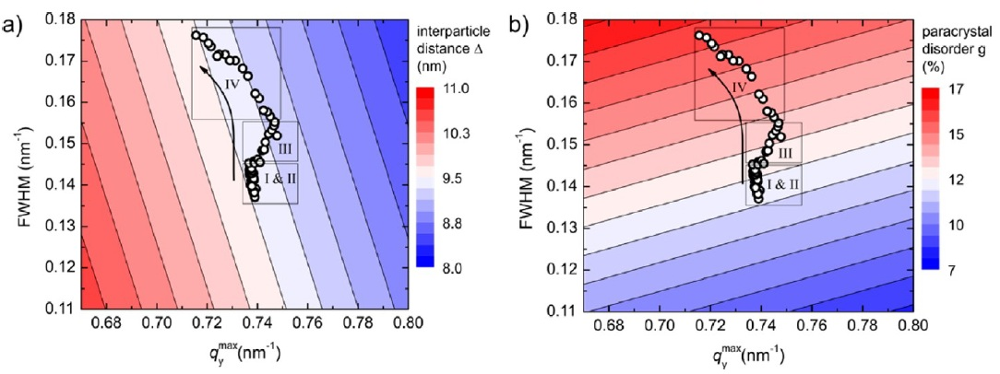 a)
0.18
0.17
0.16
0.15
0.14
0.13
0.12
0.11
FWHM (nm⁻¹)
0.68 0.70 0.72 0.74 0.76 0.78 0.80
q_y^max(nm⁻¹)
IV
III
I & II
interparticle
distance Δ
(nm)
11.0
10.3
9.5
8.8
8.0
b)
0.18
0.17
0.16
0.15
0.14
0.13
0.12
0.11
FWHM (nm⁻¹)
0.68 0.70 0.72 0.74 0.76 0.78 0.80
q_y^max(nm⁻¹)
IV
III
I & II
paracrystal
disorder g
(%)
17
15
12
10
7